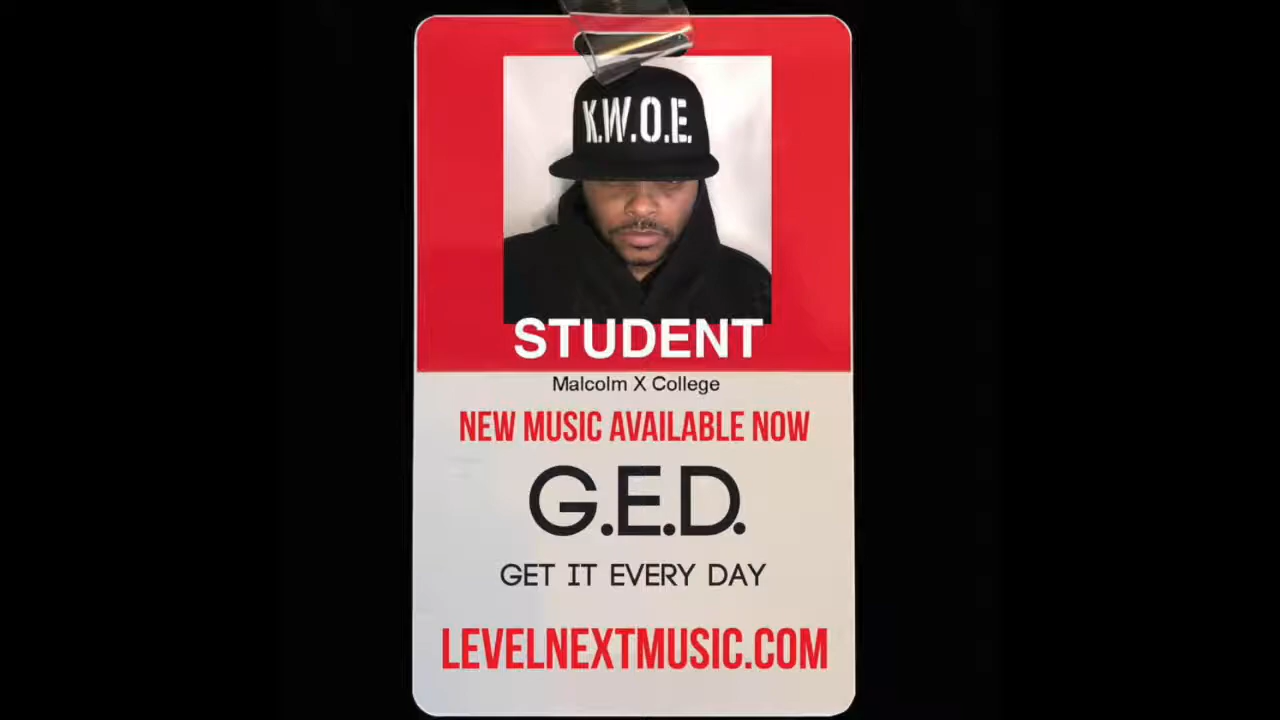 K.W.O.E.
STUDENT
Malcolm X College
NEW MUSIC AVAILABLE NOW
G.E.D.
GET IT EVERY DAY
LEVELNEXTMUSIC.COM